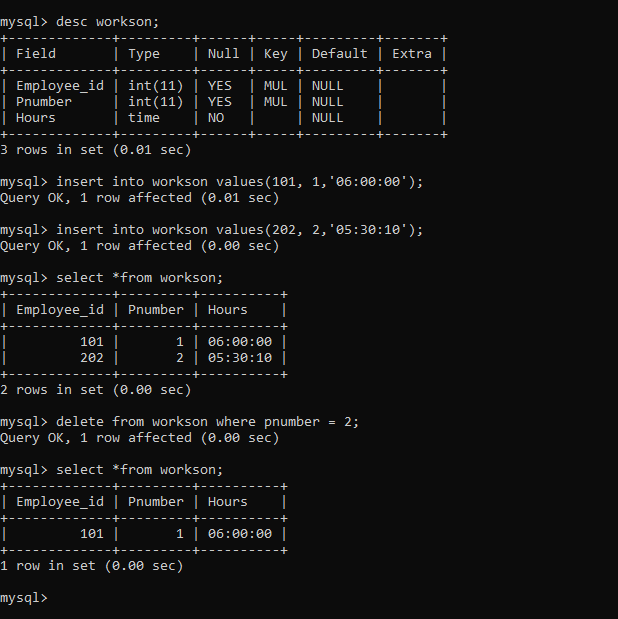 mysql> desc workson;
+-------------+---------+------+-----+---------+-------+
| Field       | Type    | Null | Key | Default | Extra |
+-------------+---------+------+-----+---------+-------+
| Employee_id | int(11) | YES  | MUL | NULL    |       |
| Pnumber     | int(11) | YES  | MUL | NULL    |       |
| Hours       | time    | NO   |     | NULL    |       |
+-------------+---------+------+-----+---------+-------+
3 rows in set (0.01 sec)
mysql> insert into workson values(101, 1,'06:00:00');
Query OK, 1 row affected (0.01 sec)
mysql> insert into workson values(202, 2,'05:30:10');
Query OK, 1 row affected (0.00 sec)
mysql> select *from workson;
+-------------+---------+----------+
| Employee_id | Pnumber | Hours    |
+-------------+---------+----------+
|         101 |       1 | 06:00:00 |
|         202 |       2 | 05:30:10 |
+-------------+---------+----------+
2 rows in set (0.00 sec)
mysql> delete from workson where pnumber = 2;
Query OK, 1 row affected (0.00 sec)
mysql> select *from workson;
+-------------+---------+----------+
| Employee_id | Pnumber | Hours    |
+-------------+---------+----------+
|         101 |       1 | 06:00:00 |
+-------------+---------+----------+
1 row in set (0.00 sec)
mysql>